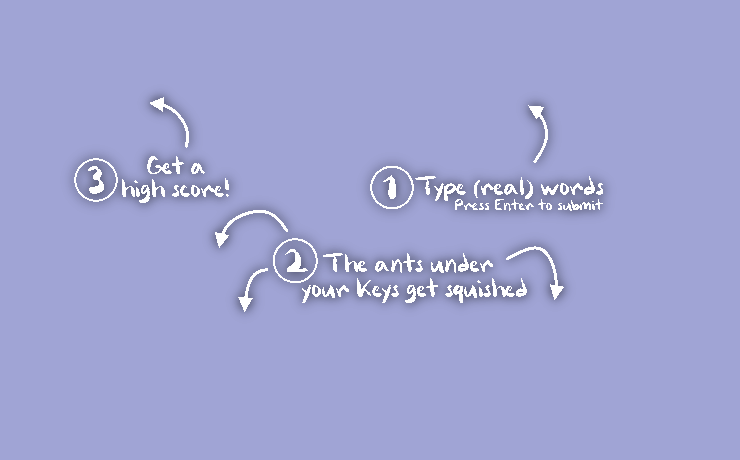 1
Type (real) words
Press Enter to submit
2
The ants under
your keys get squished
3
Get a
high score!